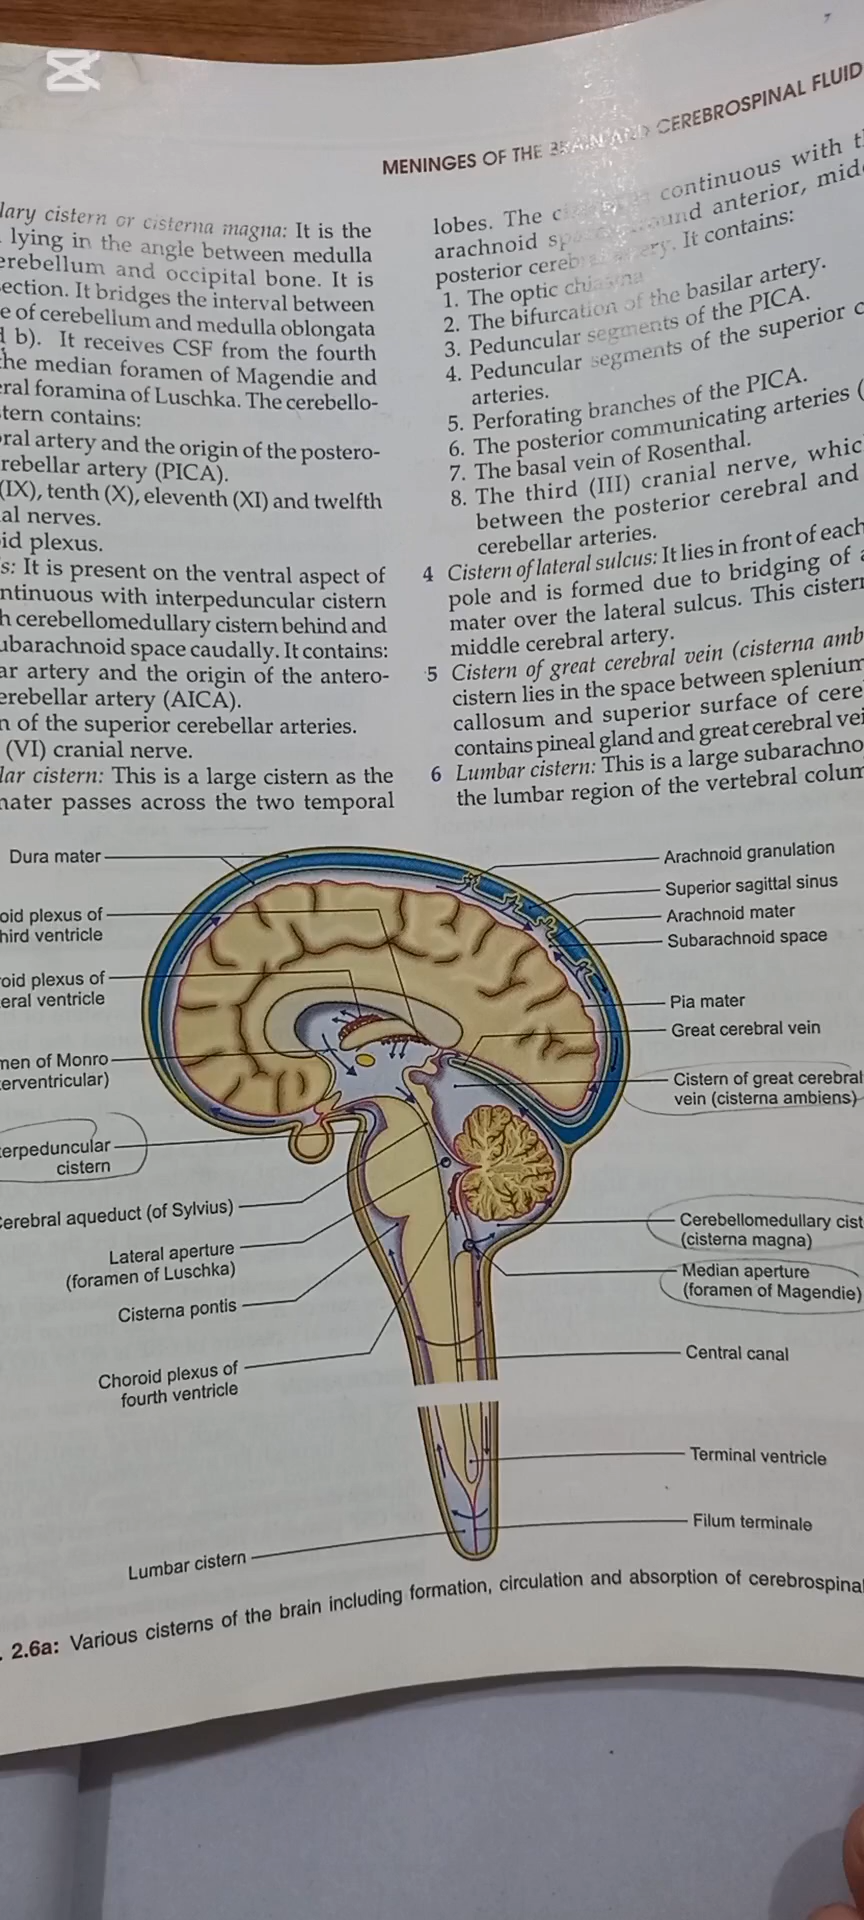 7
MENINGES OF THE BRAIN AND CEREBROSPINAL FLUID
lary cistern or cisterna magna: It is the
lying in the angle between medulla
erebellum and occipital bone. It is
ection. It bridges the interval between
e of cerebellum and medulla oblongata
d b). It receives CSF from the fourth
the median foramen of Magendie and
eral foramina of Luschka. The cerebello-
tern contains:
oral artery and the origin of the postero-
rebellar artery (PICA).
(IX), tenth (X), eleventh (XI) and twelfth
al nerves.
oid plexus.
s: It is present on the ventral aspect of
ntinuous with interpeduncular cistern
h cerebellomedullary cistern behind and
ubarachnoid space caudally. It contains:
ar artery and the origin of the antero-
erebellar artery (AICA).
n of the superior cerebellar arteries.
(VI) cranial nerve.
lar cistern: This is a large cistern as the
mater passes across the two temporal
lobes. The continuous with t
arachnoid anterior, mid
posterior It contains:
1. The optic chiasma
2. The bifurcation of the basilar artery.
3. Peduncular segments of the PICA.
4. Peduncular segments of the superior c
arteries.
5. Perforating branches of the PICA.
6. The posterior communicating arteries (
7. The basal vein of Rosenthal.
8. The third (III) cranial nerve, whic
between the posterior cerebral and
cerebellar arteries.
4 Cistern of lateral sulcus: It lies in front of each
pole and is formed due to bridging of a
mater over the lateral sulcus. This cistern
middle cerebral artery.
5 Cistern of great cerebral vein (cisterna amb
cistern lies in the space between splenium
callosum and superior surface of cere
contains pineal gland and great cerebral vei
6 Lumbar cistern: This is a large subarachno
the lumbar region of the vertebral colum
Dura mater
oid plexus of
hird ventricle
roid plexus of
eral ventricle
men of Monro
erventricular)
erpeduncular
cistern
Cerebral aqueduct (of Sylvius)
Lateral aperture
(foramen of Luschka)
Cisterna pontis
Choroid plexus of
fourth ventricle
Lumbar cistern
Arachnoid granulation
Superior sagittal sinus
Arachnoid mater
Subarachnoid space
Pia mater
Great cerebral vein
Cistern of great cerebral
vein (cisterna ambiens)
Cerebellomedullary cist
(cisterna magna)
Median aperture
(foramen of Magendie)
Central canal
Terminal ventricle
Filum terminale
. 2.6a: Various cisterns of the brain including formation, circulation and absorption of cerebrospinal